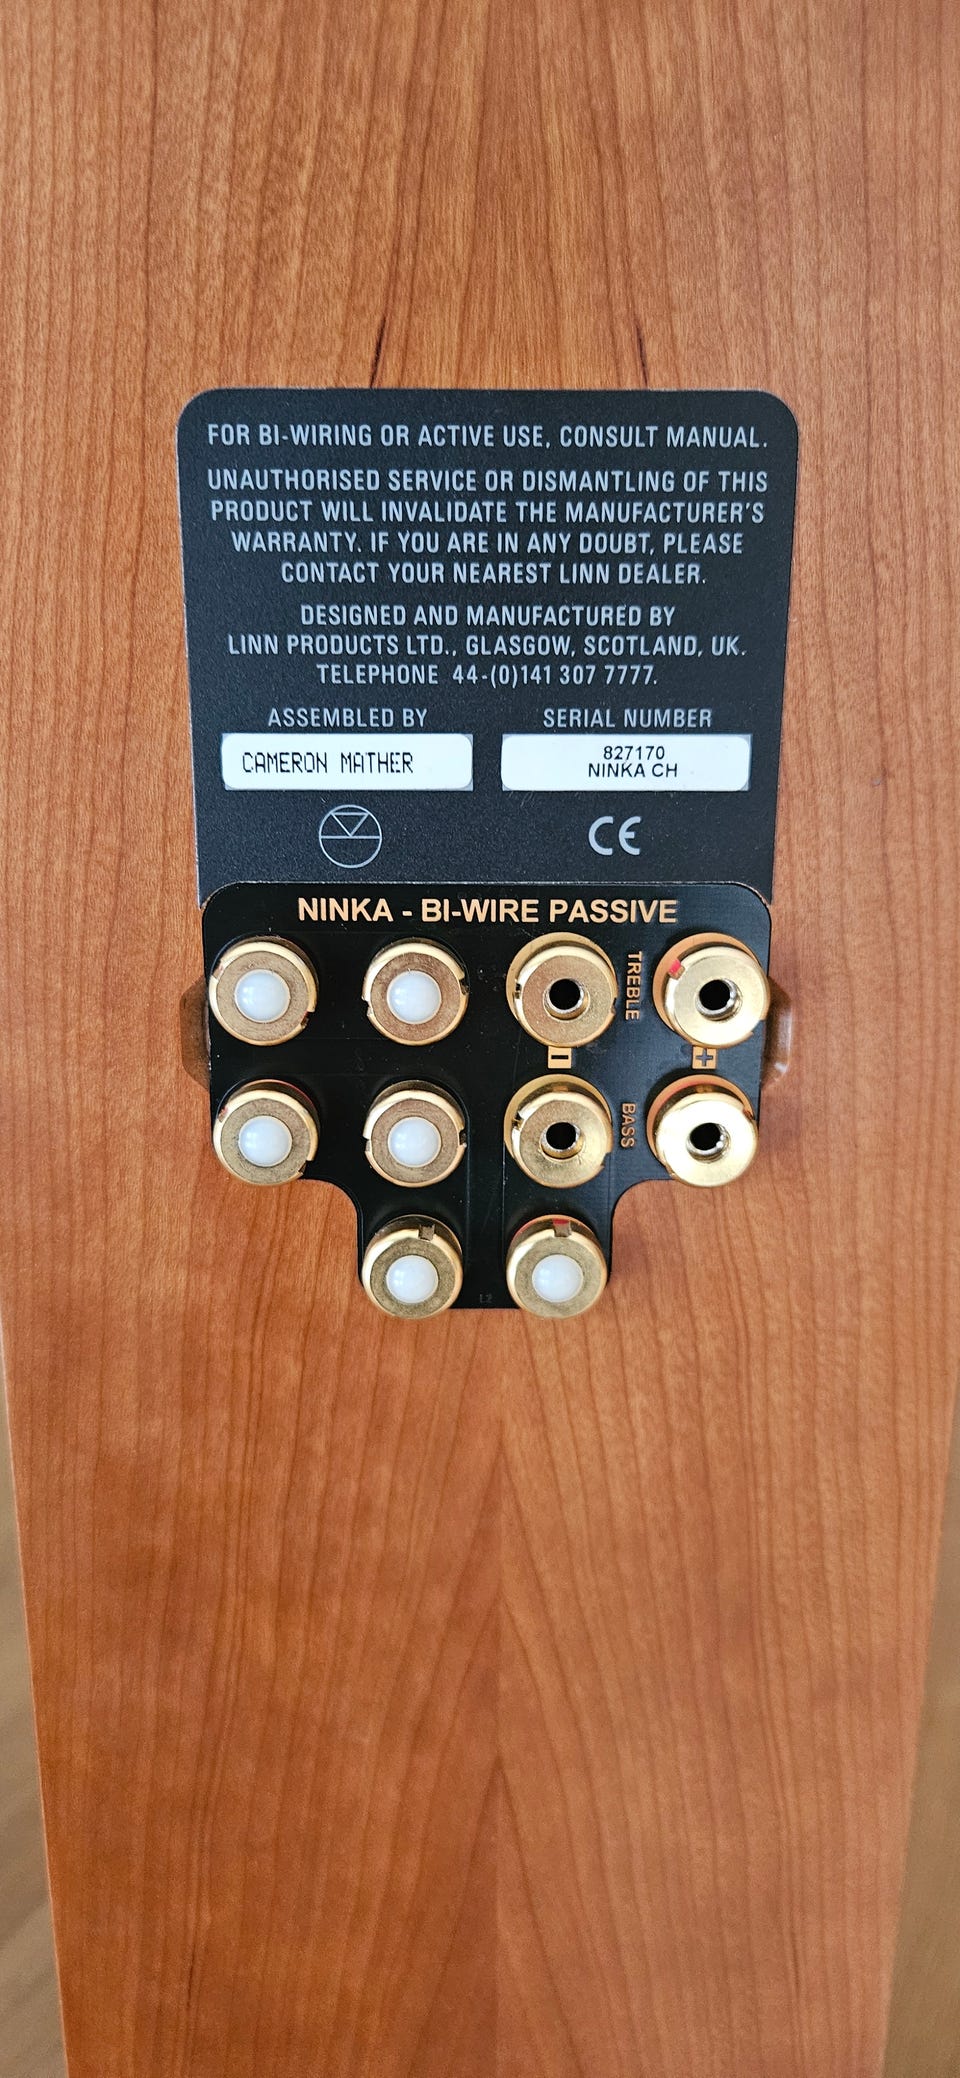 FOR BI-WIRING OR ACTIVE USE, CONSULT MANUAL.
UNAUTHORISED SERVICE OR DISMANTLING OF THIS
PRODUCT WILL INVALIDATE THE MANUFACTURER'S
WARRANTY. IF YOU ARE IN ANY DOUBT, PLEASE
CONTACT YOUR NEAREST LINN DEALER.
DESIGNED AND MANUFACTURED BY
LINN PRODUCTS LTD., GLASGOW, SCOTLAND, UK.
TELEPHONE 44-(0)141 307 7777.
ASSEMBLED BY
CAMERON MATHER
SERIAL NUMBER
827170
NINKA CH
CE
NINKA - BI-WIRE PASSIVE
TREBLE
- +
BASS